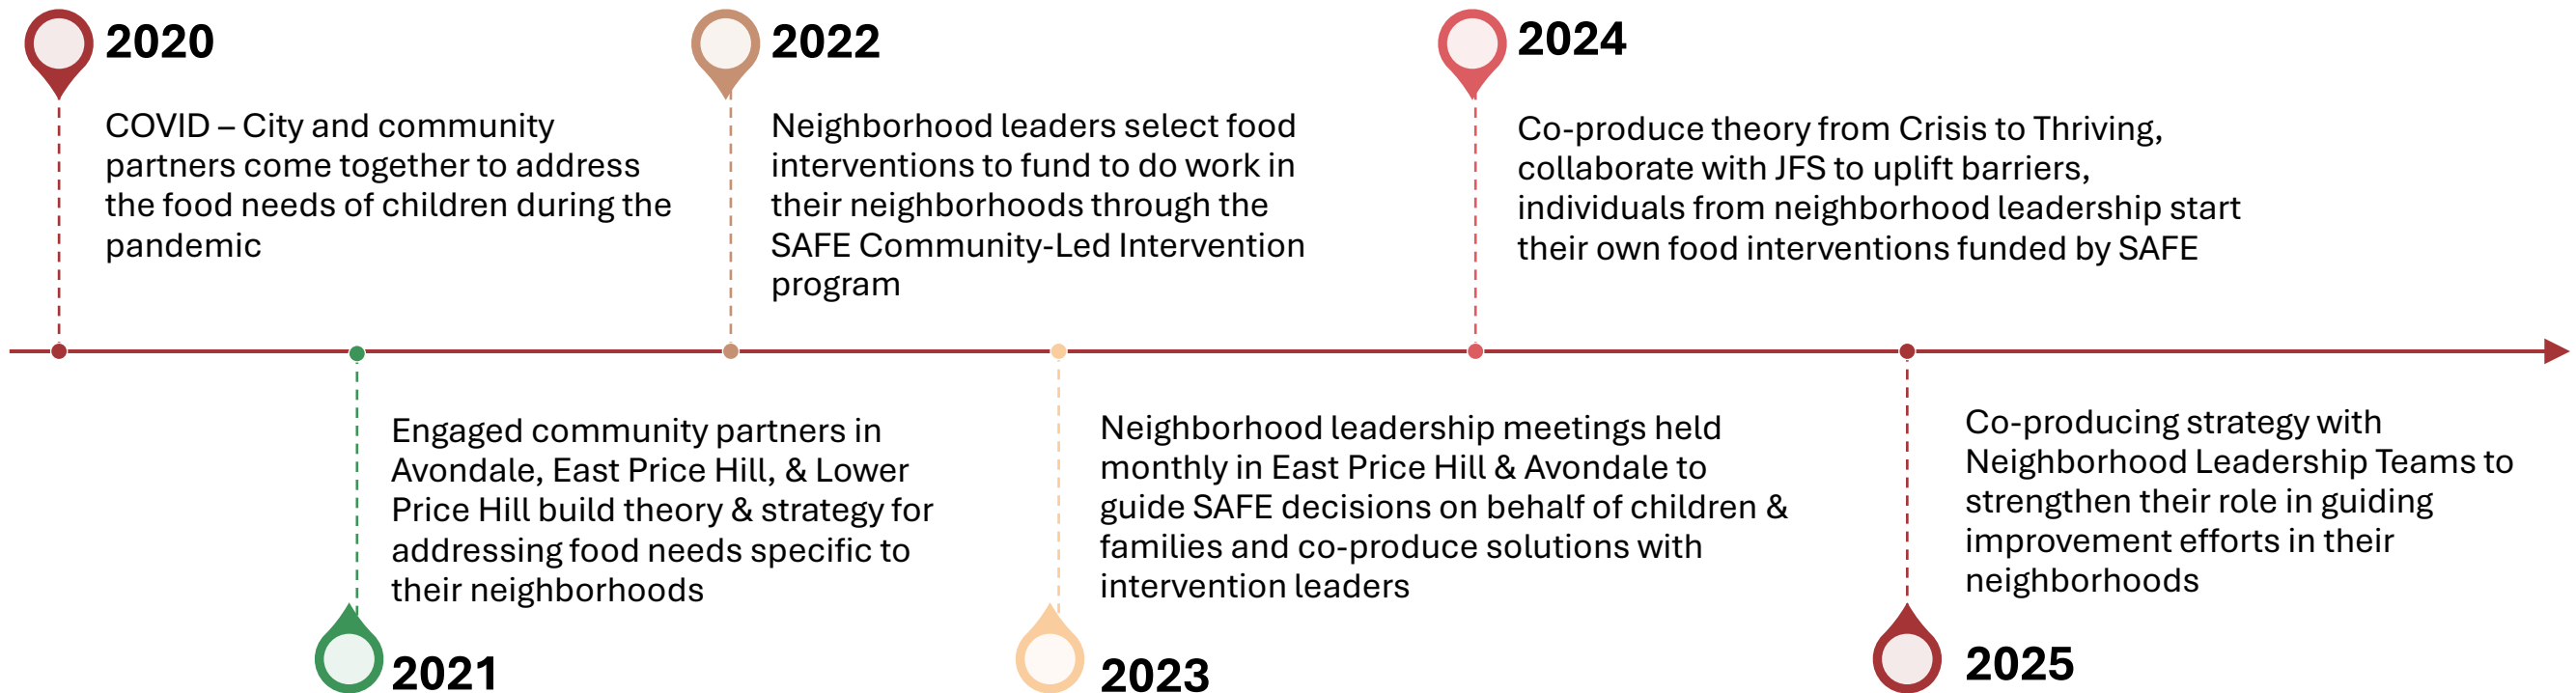 2020
COVID – City and community
partners come together to address
the food needs of children during the
pandemic
2021
Engaged community partners in
Avondale, East Price Hill, & Lower
Price Hill build theory & strategy for
addressing food needs specific to
their neighborhoods
2022
Neighborhood leaders select food
interventions to fund to do work in
their neighborhoods through the
SAFE Community-Led Intervention
program
2023
Neighborhood leadership meetings held
monthly in East Price Hill & Avondale to
guide SAFE decisions on behalf of children &
families and co-produce solutions with
intervention leaders
2024
Co-produce theory from Crisis to Thriving,
collaborate with JFS to uplift barriers,
individuals from neighborhood leadership start
their own food interventions funded by SAFE
2025
Co-producing strategy with
Neighborhood Leadership Teams to
strengthen their role in guiding
improvement efforts in their
neighborhoods